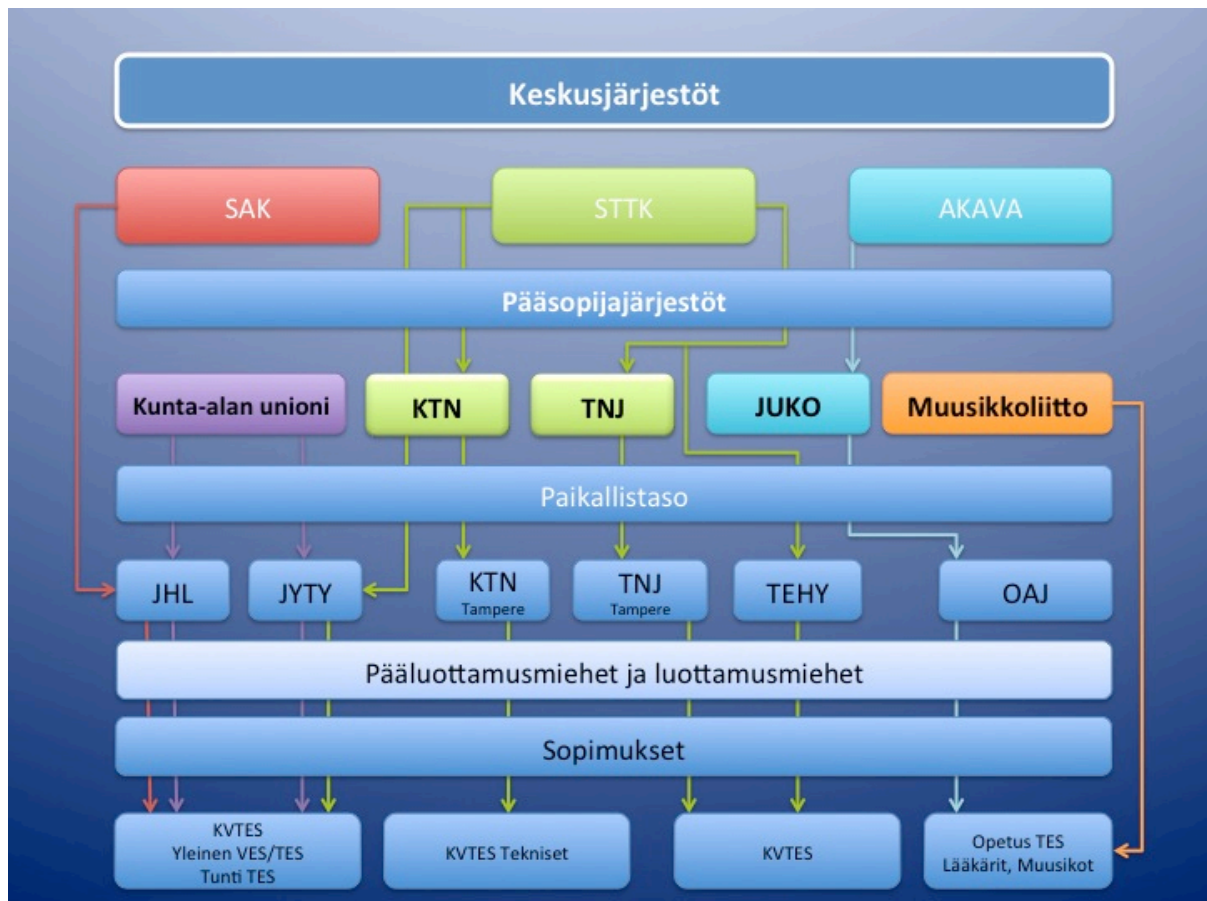 Keskusjärjestöt
SAK
STTK
AKAVA
Pääsopijajärjestöt
Kunta-alan unioni
KTN
TNJ
JUKO
Muusikkoliitto
Paikallistaso
JHL
JYTY
KTN
Tampere
TNJ
Tampere
TEHY
OAJ
Pääluottamusmiehet ja luottamusmiehet
Sopimukset
KVTES
Yleinen VES/TES
Tunti TES
KVTES Tekniset
KVTES
Opetus TES
Lääkärit, Muusikot